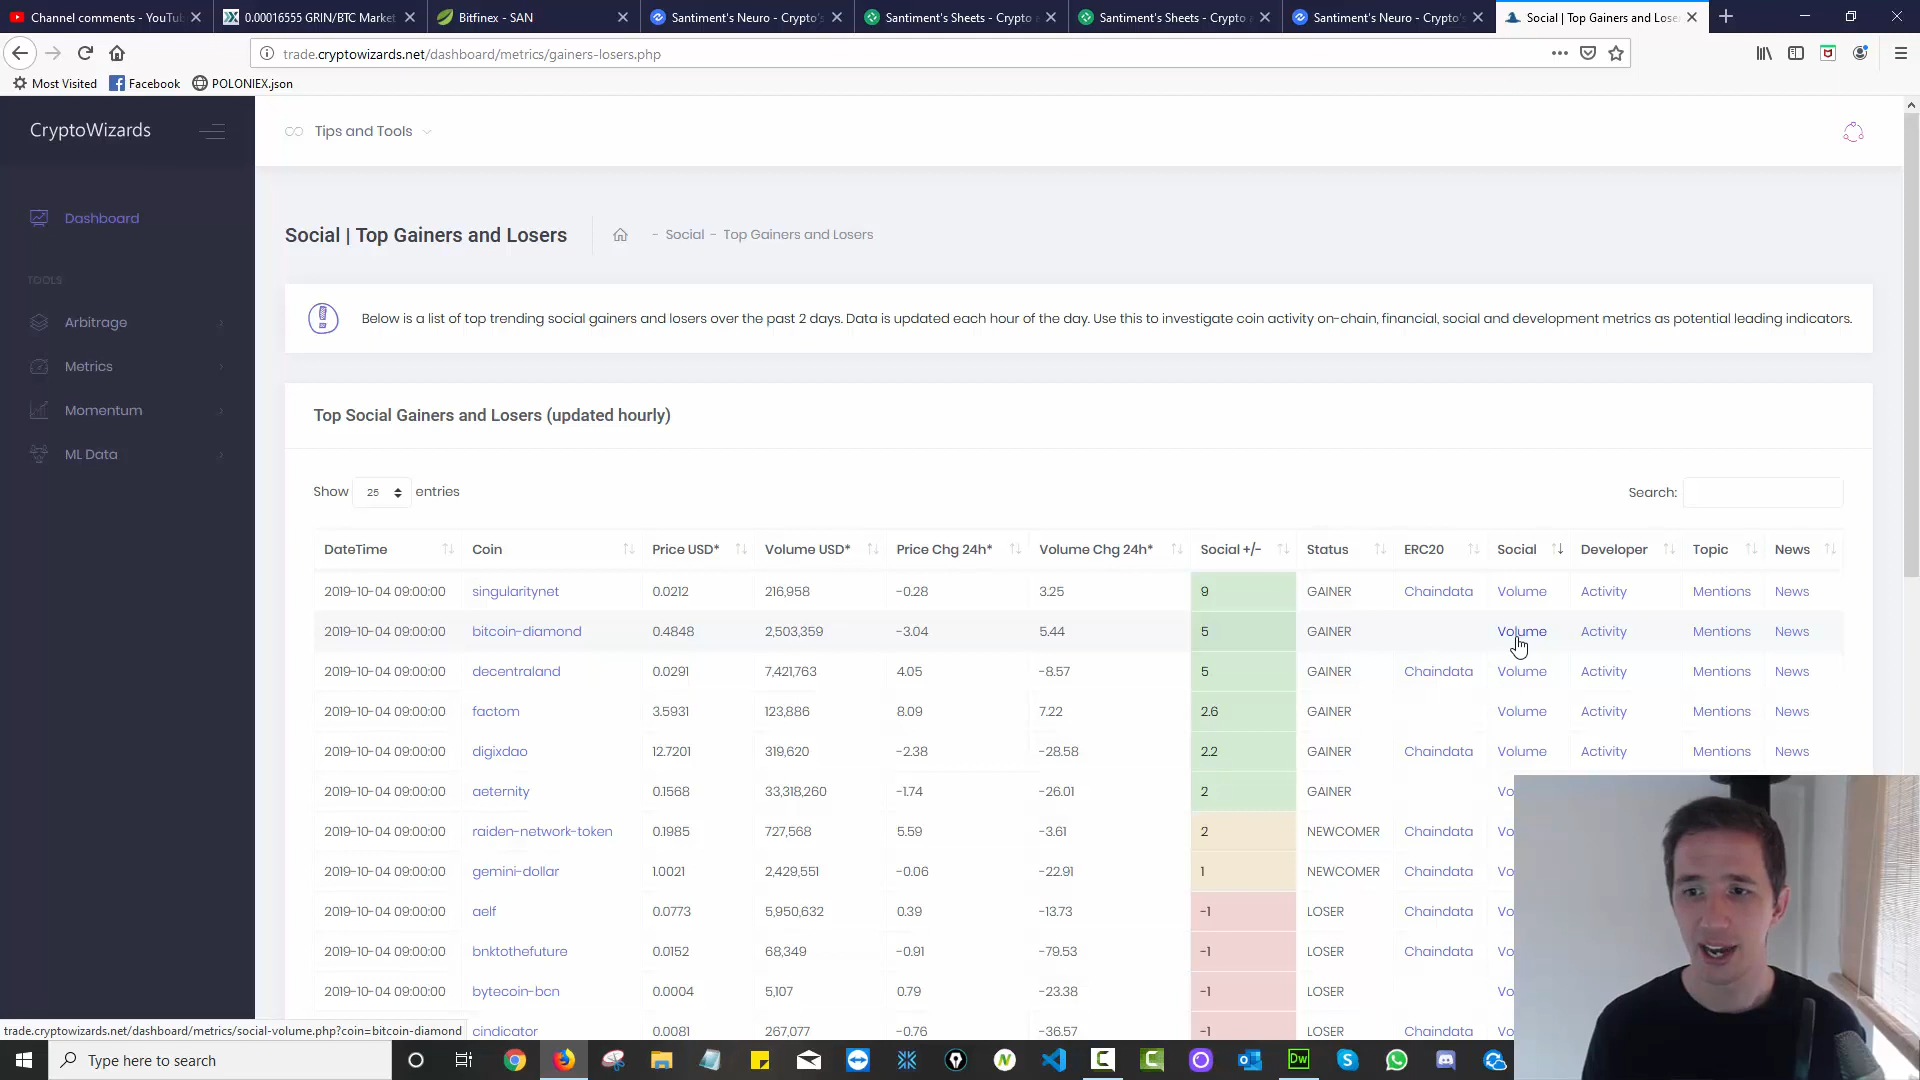 Channel comments - YouTu
0.00016555 GRIN/BTC Market
Bitfinex - SAN
Santiment's Neuro - Crypto's
Santiment's Sheets - Crypto
Santiment's Sheets - Crypto
Santiment's Neuro - Crypto'
Social | Top Gainers and Lose
trade.cryptowizards.net/dashboard/metrics/gainers-losers.php
Most Visited Facebook POLONIEX.json
CryptoWizards
Tips and Tools
Dashboard
TOOLS
Arbitrage
Metrics
Momentum
ML Data
Social | Top Gainers and Losers
- Social - Top Gainers and Losers
Below is a list of top trending social gainers and losers over the past 2 days. Data is updated each hour of the day. Use this to investigate coin activity on-chain, financial, social and development metrics as potential leading indicators.
Top Social Gainers and Losers (updated hourly)
Show 25 entries
Search:
DateTime Coin Price USD* Volume USD* Price Chg 24h* Volume Chg 24h* Social +/- Status ERC20 Social Developer Topic News
2019-10-04 09:00:00 singularitynet 0.0212 216,958 -0.28 3.25 9 GAINER Chaindata Volume Activity Mentions News
2019-10-04 09:00:00 bitcoin-diamond 0.4848 2,503,359 -3.04 5.44 5 GAINER Volume Activity Mentions News
2019-10-04 09:00:00 decentraland 0.0291 7,421,763 4.05 -8.57 5 GAINER Chaindata Volume Activity Mentions News
2019-10-04 09:00:00 factom 3.5931 123,886 8.09 7.22 2.6 GAINER Volume Activity Mentions News
2019-10-04 09:00:00 digixdao 12.7201 319,620 -2.38 -28.58 2.2 GAINER Chaindata Volume Activity Mentions News
2019-10-04 09:00:00 aeternity 0.1568 33,318,260 -1.74 -26.01 2 GAINER Vo
2019-10-04 09:00:00 raiden-network-token 0.1985 727,568 5.59 -3.61 2 NEWCOMER Chaindata Vo
2019-10-04 09:00:00 gemini-dollar 1.0021 2,429,551 -0.06 -22.91 1 NEWCOMER Chaindata Vo
2019-10-04 09:00:00 aelf 0.0773 5,950,632 0.39 -13.73 -1 LOSER Chaindata Vo
2019-10-04 09:00:00 bnktothefuture 0.0152 68,349 -0.91 -79.53 -1 LOSER Chaindata Vo
2019-10-04 09:00:00 bytecoin-bcn 0.0004 5,107 0.79 -23.38 -1 LOSER Vo
2019-10-04 09:00:00 cindicator 0.0081 267,077 -0.76 -36.57 -1 LOSER Chaindata Vo
trade.cryptowizards.net/dashboard/metrics/social-volume.php?coin=bitcoin-diamond
Type here to search